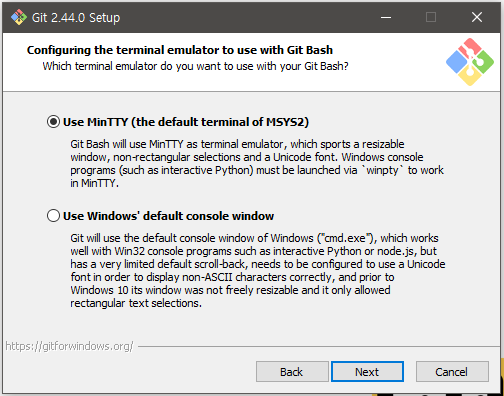 Git 2.44.0 Setup
Configuring the terminal emulator to use with Git Bash
Which terminal emulator do you want to use with your Git Bash?
Use MinTTY (the default terminal of MSYS2)
Git Bash will use MinTTY as terminal emulator, which sports a resizable
window, non-rectangular selections and a Unicode font. Windows console
programs (such as interactive Python) must be launched via `winpty` to work
in MinTTY.
Use Windows' default console window
Git will use the default console window of Windows ("cmd.exe"), which works
well with Win32 console programs such as interactive Python or node.js, but
has a very limited default scroll-back, needs to be configured to use a Unicode
font in order to display non-ASCII characters correctly, and prior to
Windows 10 its window was not freely resizable and it only allowed
rectangular text selections.
https://gitforwindows.org/
Back
Next
Cancel